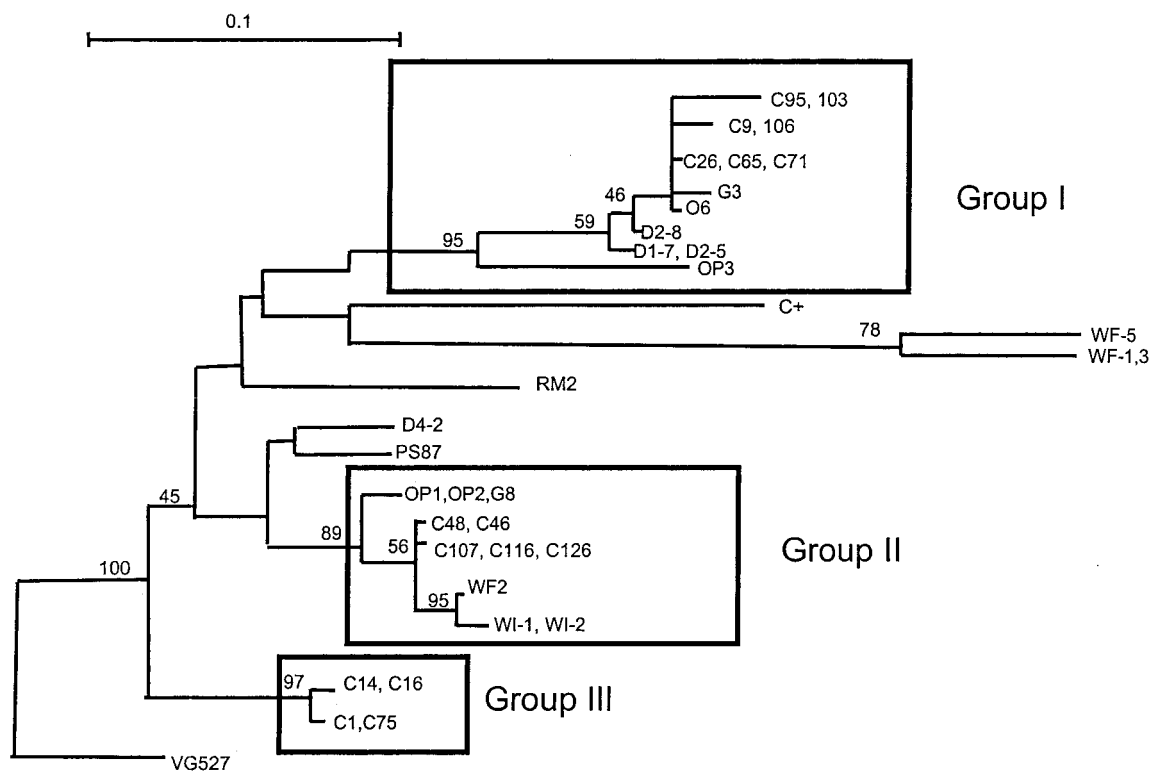 0.1
C95, 103
C9, 106
C26, C65, C71
G3
46
O6
Group I
59
D2-8
95
D1-7, D2-5
OP3
C+
78
WF-5
WF-1,3
RM2
D4-2
PS87
45
OP1,OP2,G8
C48, C46
89
56
C107, C116, C126
Group II
100
WF2
95
WI-1, WI-2
97
C14, C16
Group III
C1,C75
VG527